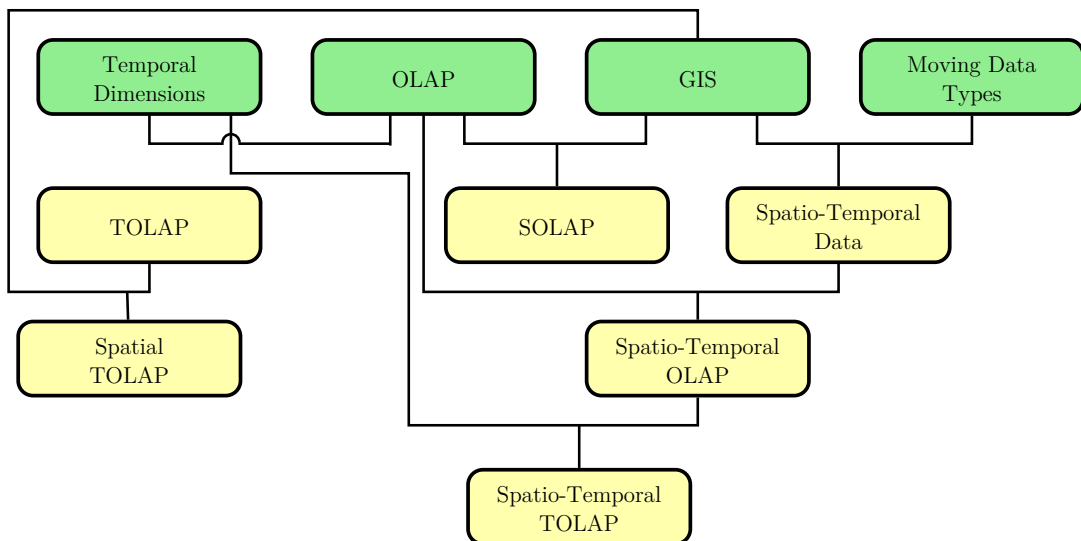 Temporal
Dimensions
OLAP
GIS
Moving Data
Types
TOLAP
SOLAP
Spatio-Temporal
Data
Spatial
TOLAP
Spatio-Temporal
OLAP
Spatio-Temporal
TOLAP